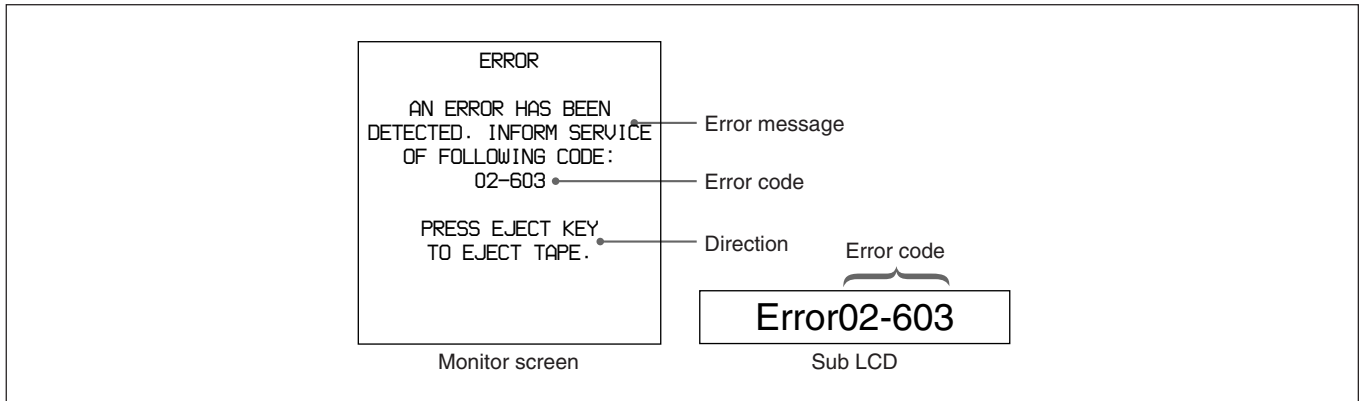 ERROR
AN ERROR HAS BEEN
DETECTED. INFORM SERVICE
OF FOLLOWING CODE:
02-603
PRESS EJECT KEY
TO EJECT TAPE.
Error message
Error code
Direction
Monitor screen
Error code
Error02-603
Sub LCD